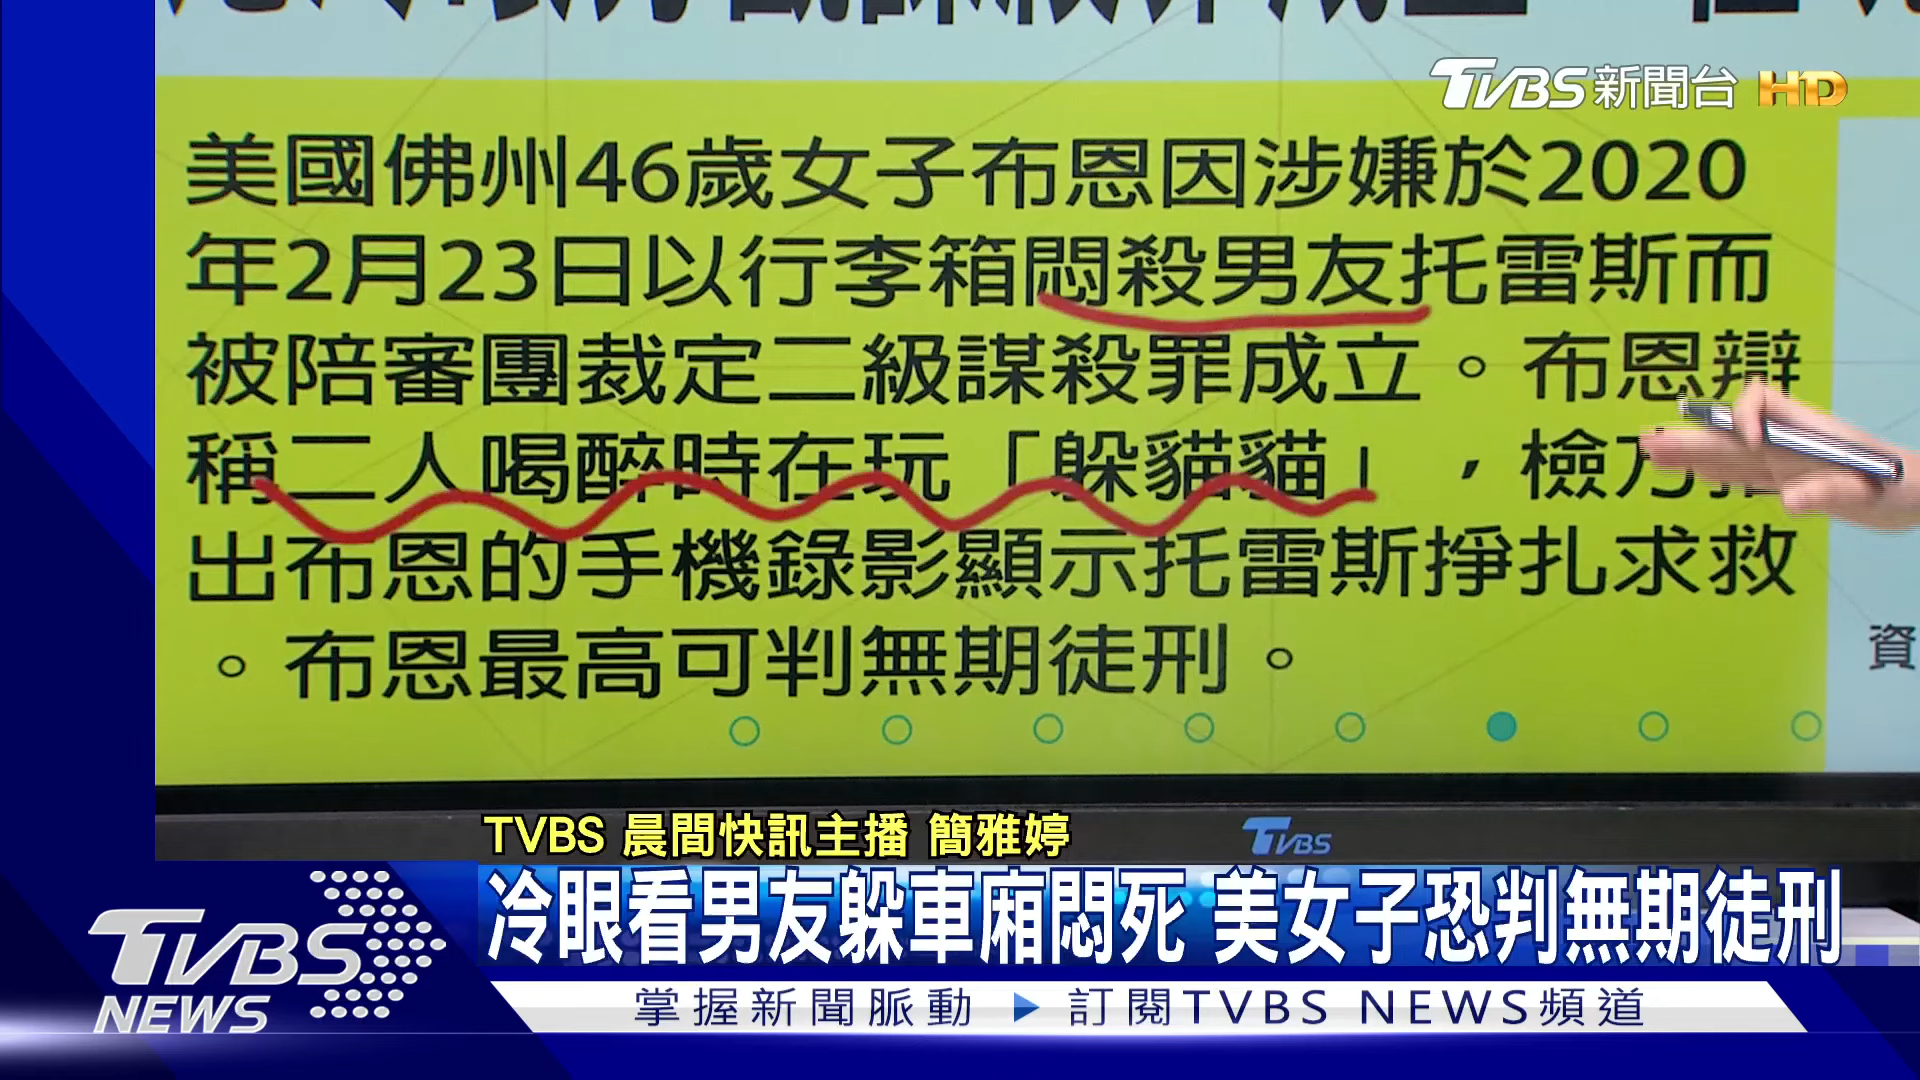 TVBS新聞台 HD
美國佛州46歲女子布恩因涉嫌於2020
年2月23日以行李箱悶殺男友托雷斯而
被陪審團裁定二級謀殺罪成立。布恩辯
稱二人喝醉時在玩「躲貓貓」，檢方
出布恩的手機錄影顯示托雷斯掙扎求救
。布恩最高可判無期徒刑。
資
TVBS
TVBS 晨間快訊主播 簡雅婷
冷眼看男友躲車廂悶死 美女子恐判無期徒刑
TVBS
NEWS
掌握新聞脈動 ▶ 訂閱TVBS NEWS頻道